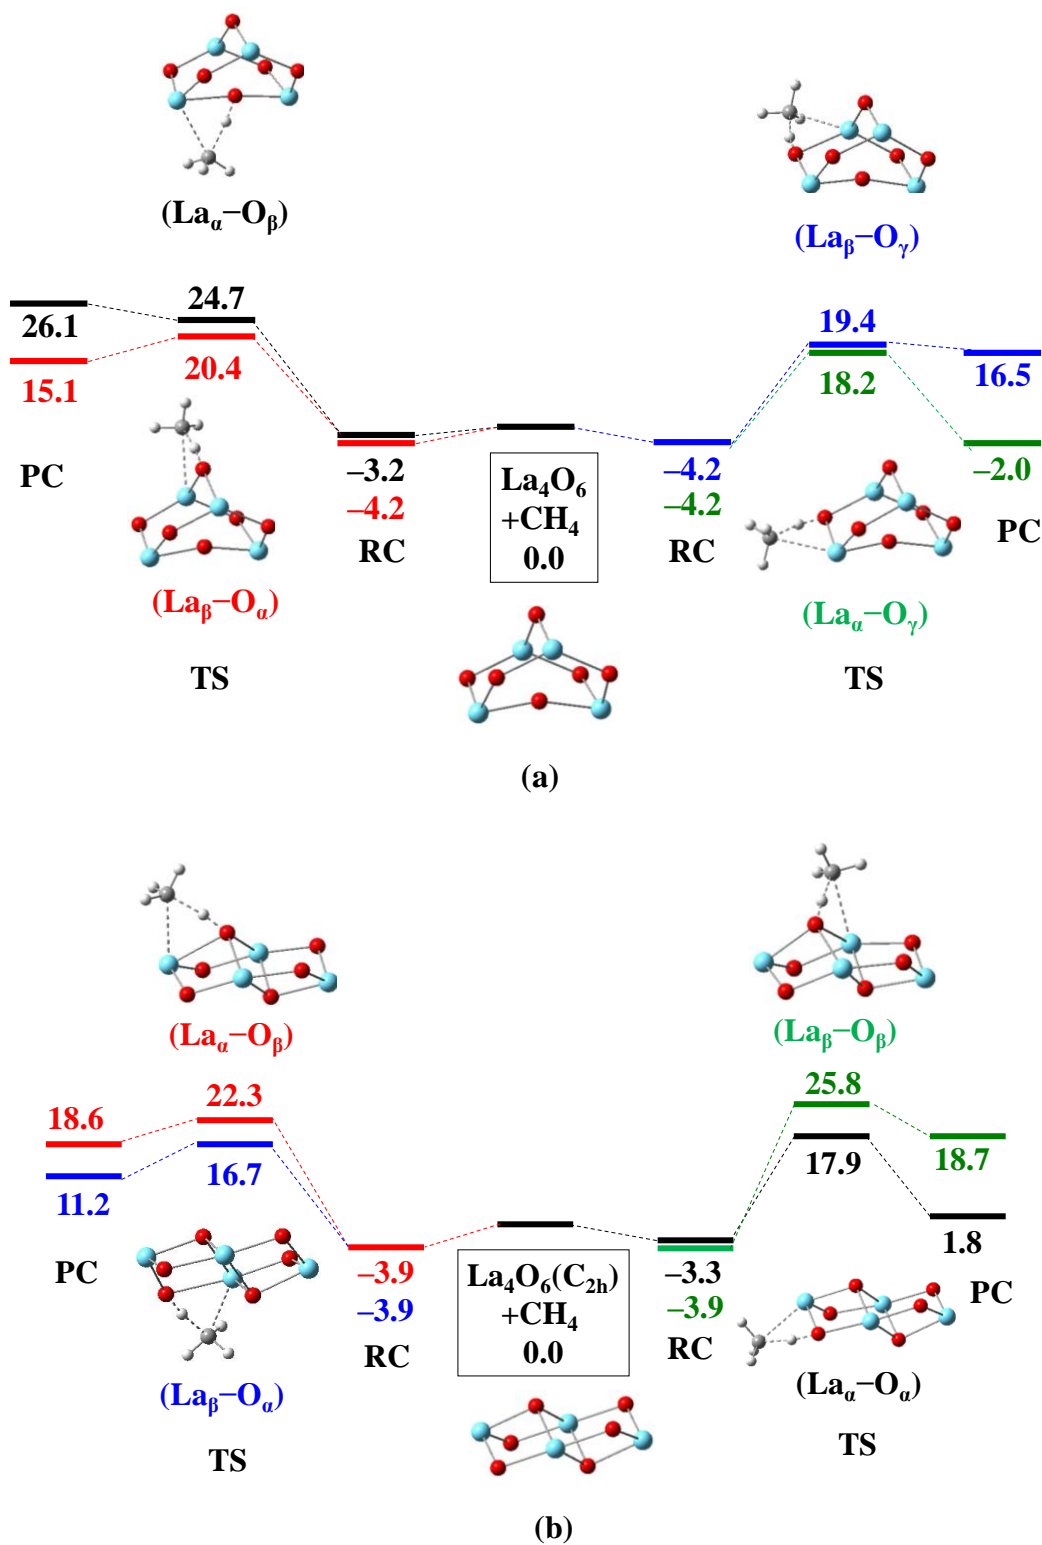 (Laα−Oβ)
(Laβ−Oγ)
26.1
24.7
15.1
20.4
PC
(Laβ−Oα)
TS
−3.2
−4.2
RC
La4O6
+CH4
0.0
−4.2
−4.2
RC
19.4
18.2
16.5
−2.0
PC
(Laα−Oγ)
TS
(a)
(Laα−Oβ)
(Laβ−Oβ)
18.6
22.3
11.2
16.7
PC
(Laβ−Oα)
TS
−3.9
−3.9
RC
La4O6(C2h)
+CH4
0.0
−3.3
−3.9
RC
25.8
17.9
18.7
1.8
PC
(Laα−Oα)
TS
(b)